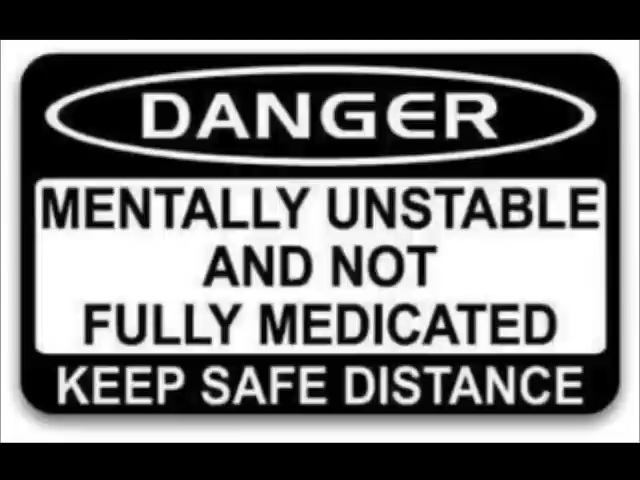 DANGER
MENTALLY UNSTABLE
AND NOT
FULLY MEDICATED
KEEP SAFE DISTANCE